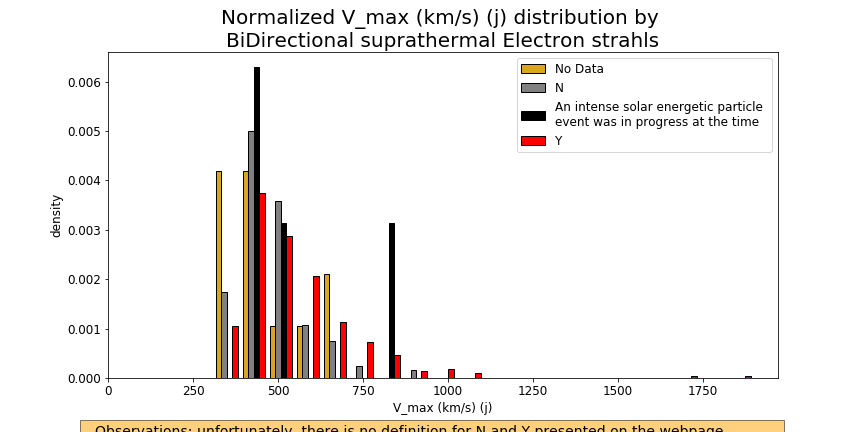 Normalized V_max (km/s) (j) distribution by
BiDirectional suprathermal Electron strahls
No Data
N
An intense solar energetic particle
event was in progress at the time
Y
0.006
0.005
0.004
0.003
0.002
0.001
0.000
density
0 250 500 750 1000 1250 1500 1750
V_max (km/s) (j)
Observations: unfortunately, there is no definition for N and Y presented on the webpage